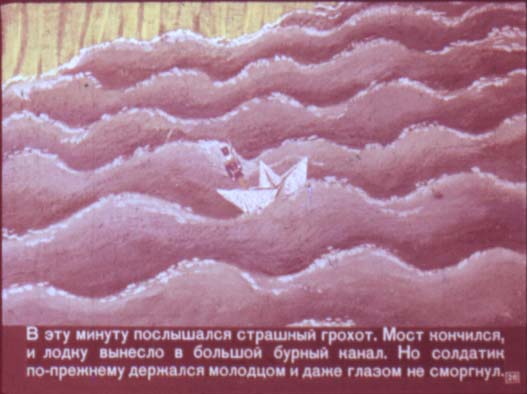 В эту минуту послышался страшный грохот. Мост кончился,
и лодку вынесло в большой бурный канал. Но солдатик
по-прежнему держался молодцом и даже глазом не сморгнул.
26